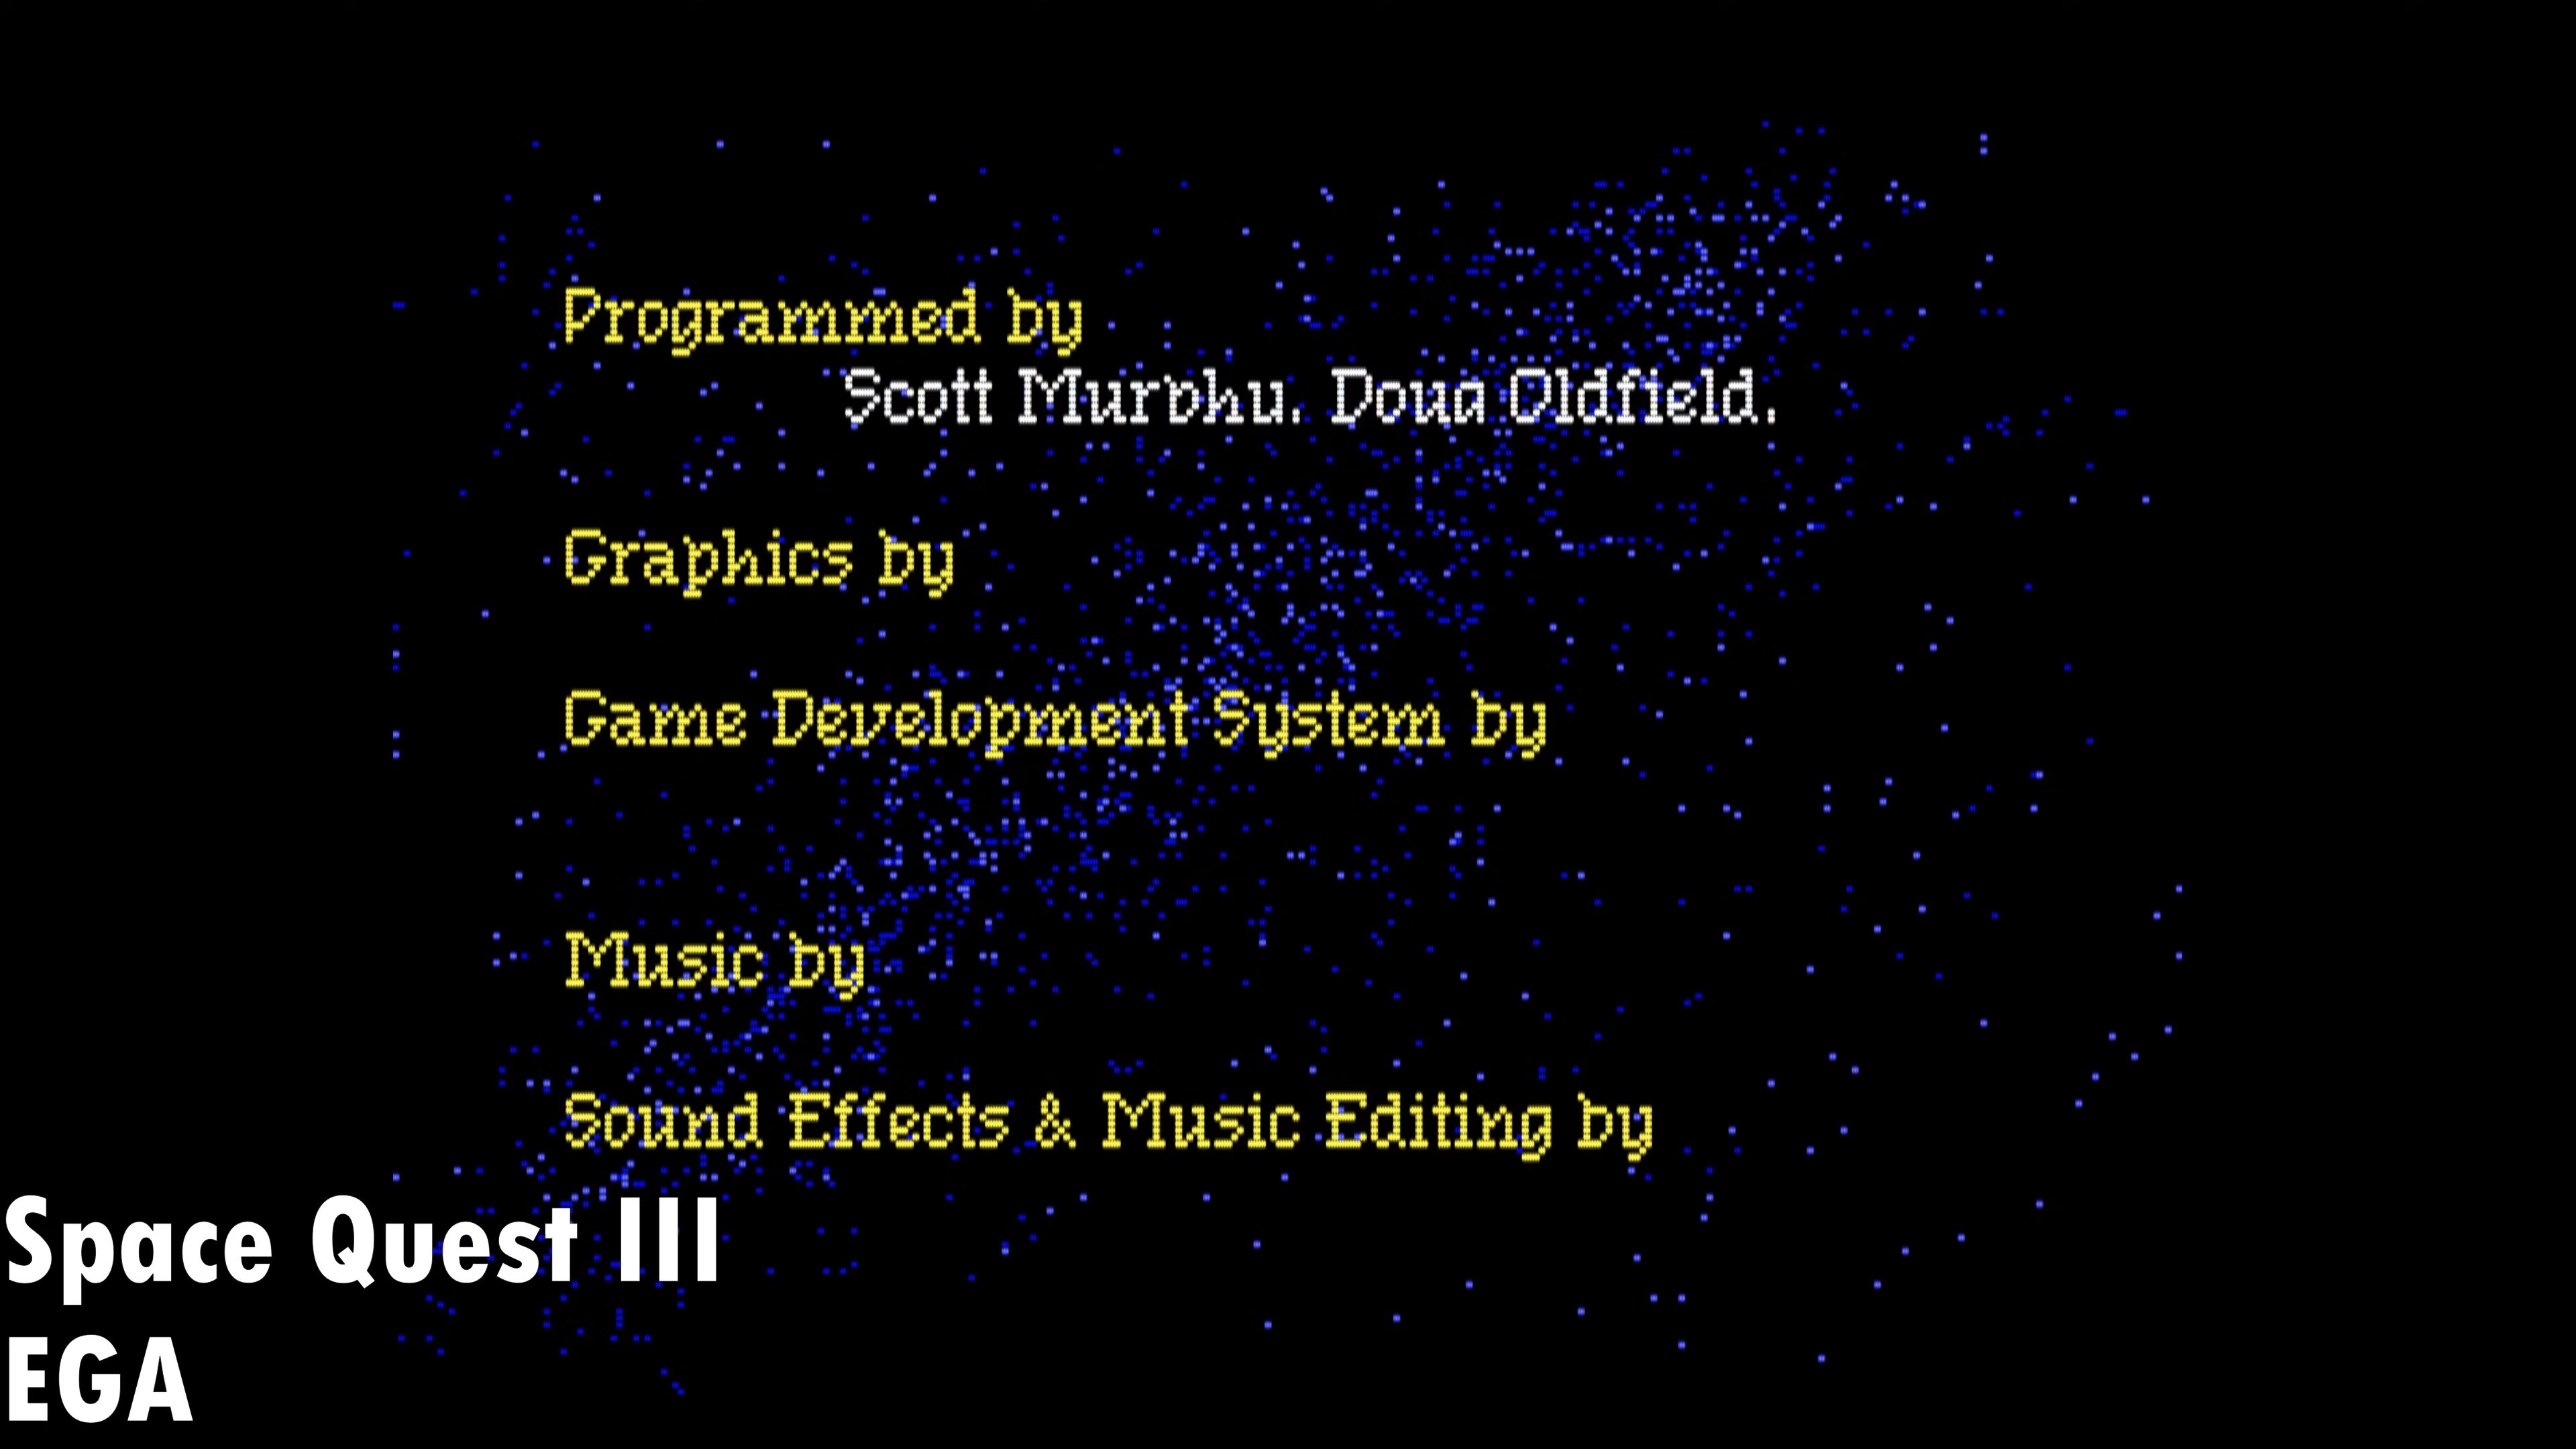 Programmed by
Scott Murphy, Doug Oldfield,
Graphics by
Game Development System by
Music by
Sound Effects & Music Editing by
Space Quest III
EGA